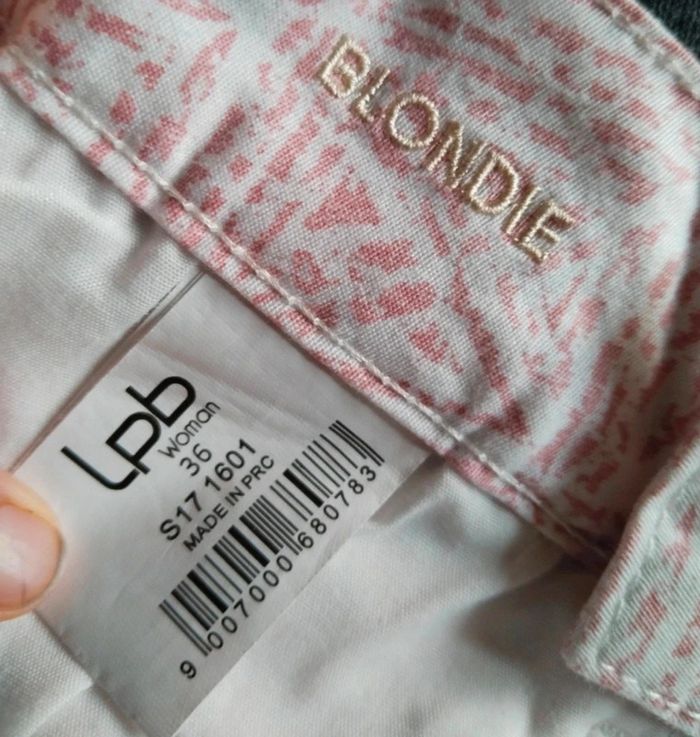 BLONDIE
Lpb
Woman
36
S17 1601
MADE IN PRC
9 007000 680783